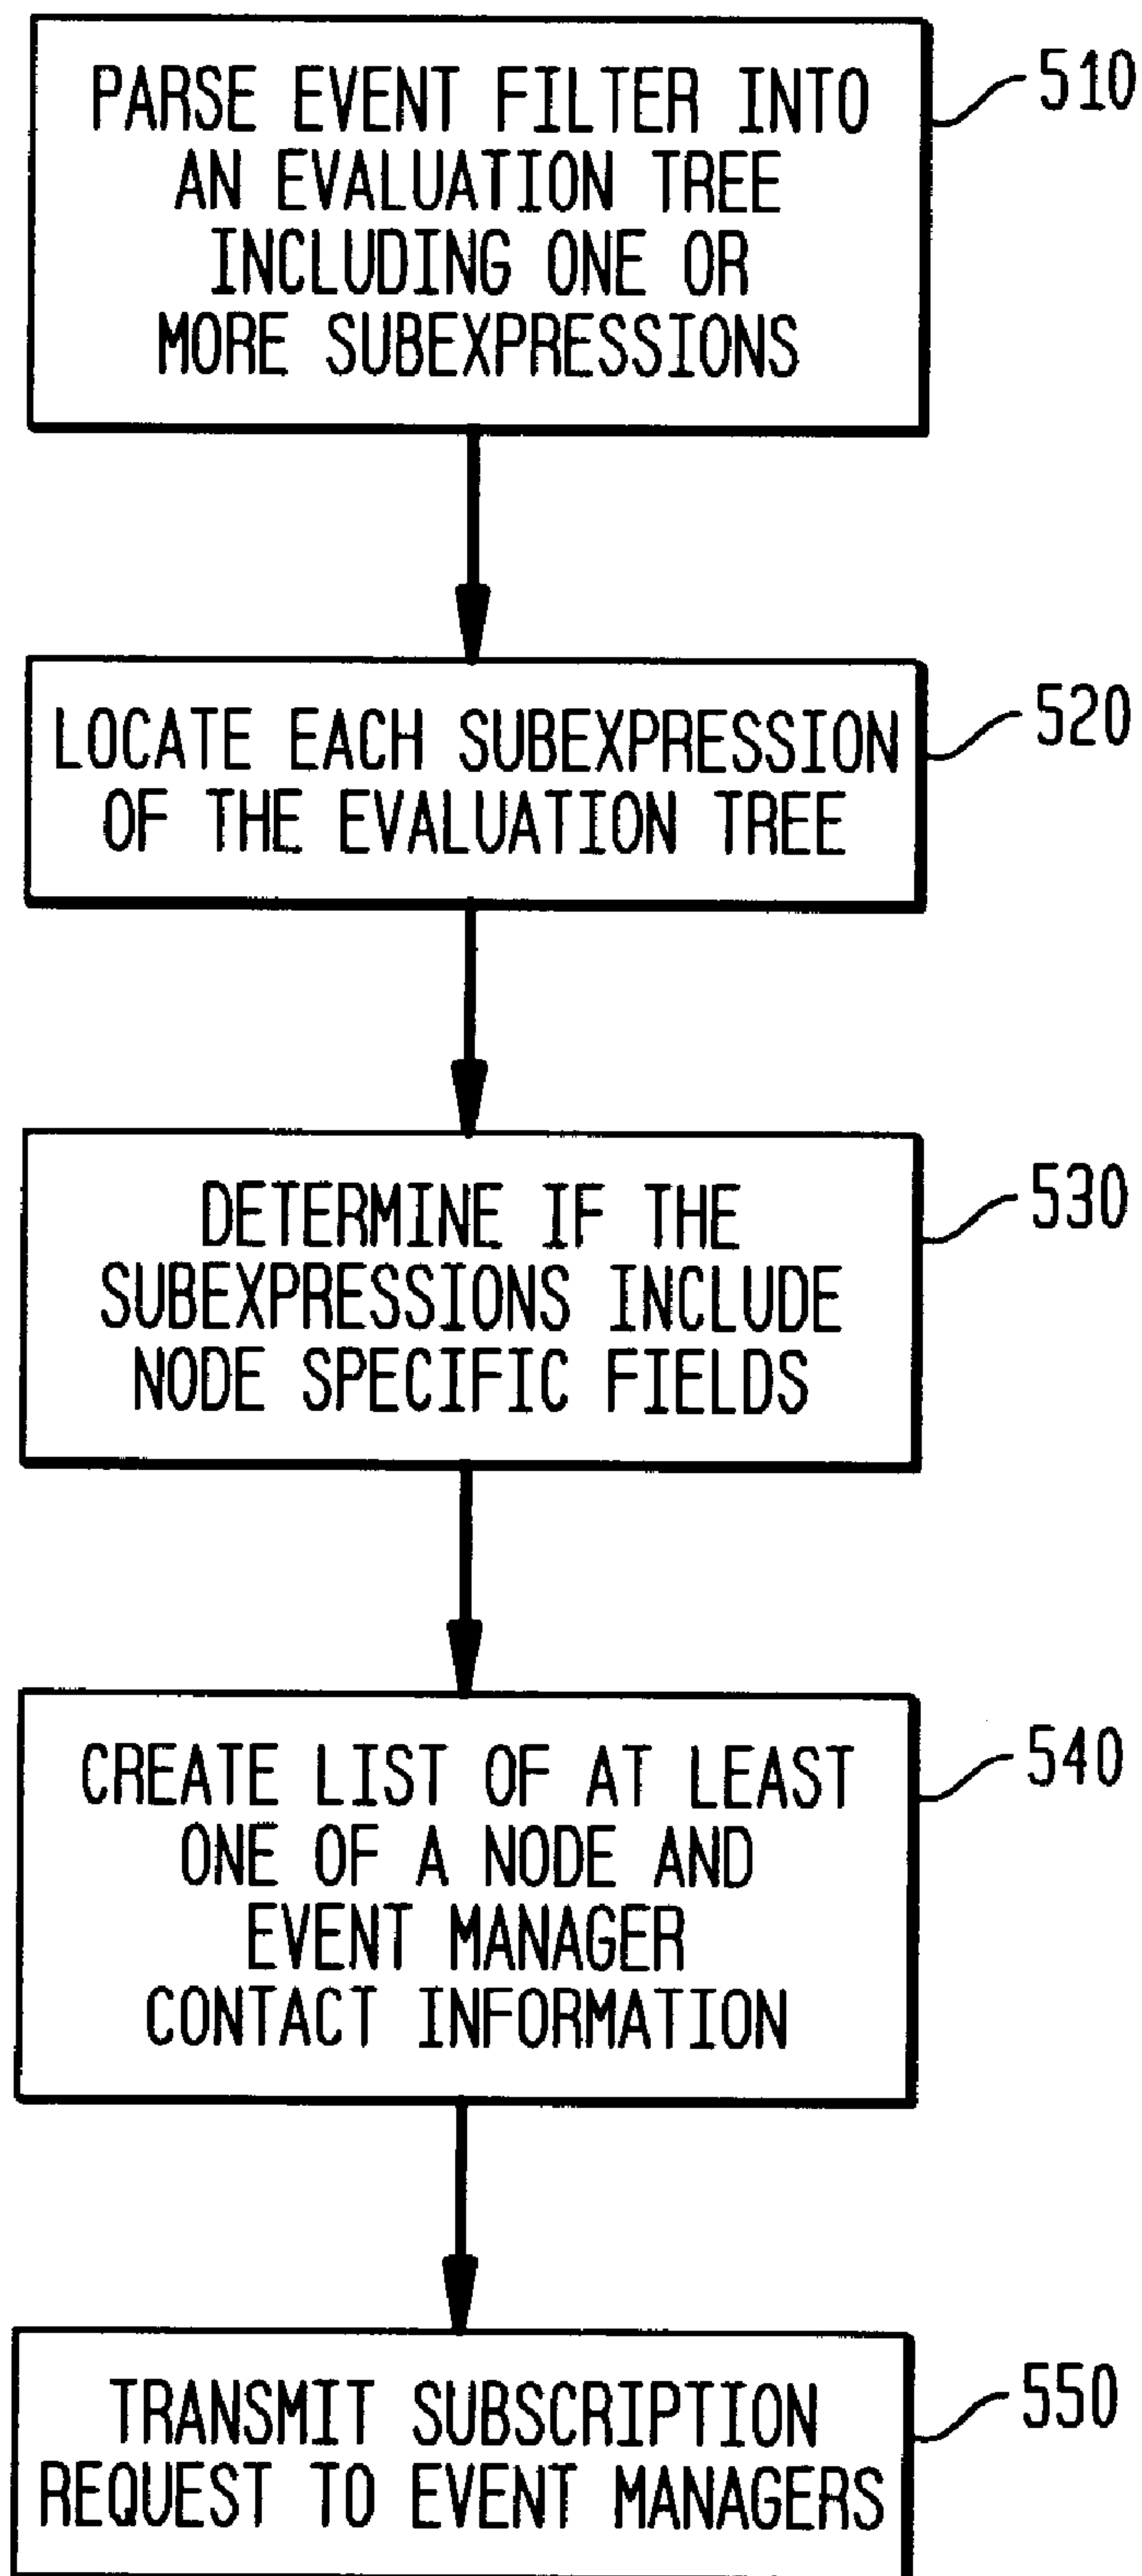 PARSE EVENT FILTER INTO
AN EVALUATION TREE
INCLUDING ONE OR
MORE SUBEXPRESSIONS
510
LOCATE EACH SUBEXPRESSION
OF THE EVALUATION TREE
520
DETERMINE IF THE
SUBEXPRESSIONS INCLUDE
NODE SPECIFIC FIELDS
530
CREATE LIST OF AT LEAST
ONE OF A NODE AND
EVENT MANAGER
CONTACT INFORMATION
540
TRANSMIT SUBSCRIPTION
REQUEST TO EVENT MANAGERS
550